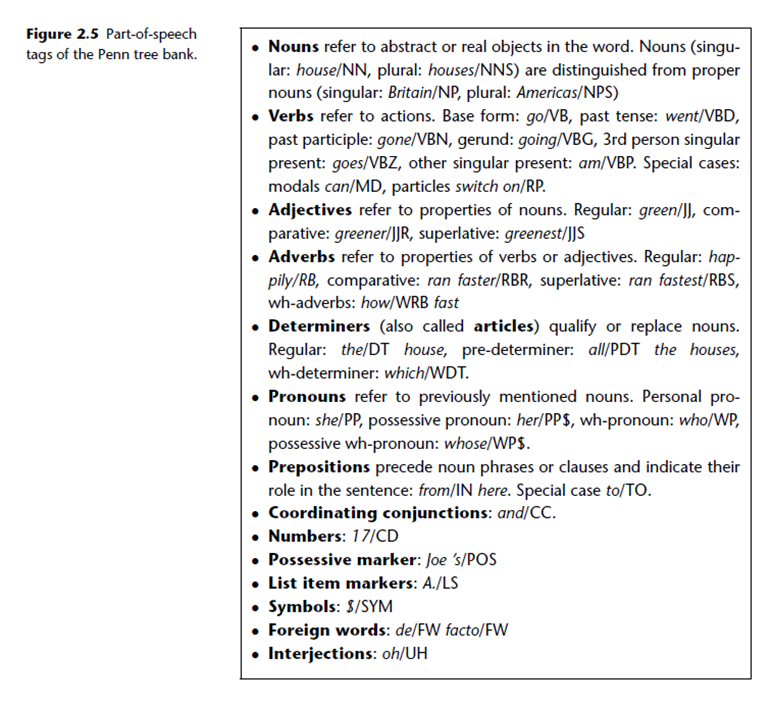 Figure 2.5 Part-of-speech
tags of the Penn tree bank.
• Nouns refer to abstract or real objects in the word. Nouns (singu-
lar: house/NN, plural: houses/NNS) are distinguished from proper
nouns (singular: Britain/NP, plural: Americas/NPS)
• Verbs refer to actions. Base form: go/VB, past tense: went/VBD,
past participle: gone/VBN, gerund: going/VBG, 3rd person singular
present: goes/VBZ, other singular present: am/VBP. Special cases:
modals can/MD, particles switch on/RP.
• Adjectives refer to properties of nouns. Regular: green/JJ, com-
parative: greener/JJR, superlative: greenest/JJS
• Adverbs refer to properties of verbs or adjectives. Regular: hap-
pily/RB, comparative: ran faster/RBR, superlative: ran fastest/RBS,
wh-adverbs: how/WRB fast
• Determiners (also called articles) qualify or replace nouns.
Regular: the/DT house, pre-determiner: all/PDT the houses,
wh-determiner: which/WDT.
• Pronouns refer to previously mentioned nouns. Personal pro-
noun: she/PP, possessive pronoun: her/PP$, wh-pronoun: who/WP,
possessive wh-pronoun: whose/WP$.
• Prepositions precede noun phrases or clauses and indicate their
role in the sentence: from/IN here. Special case to/TO.
• Coordinating conjunctions: and/CC.
• Numbers: 17/CD
• Possessive marker: Joe 's/POS
• List item markers: A./LS
• Symbols: $/SYM
• Foreign words: de/FW facto/FW
• Interjections: oh/UH